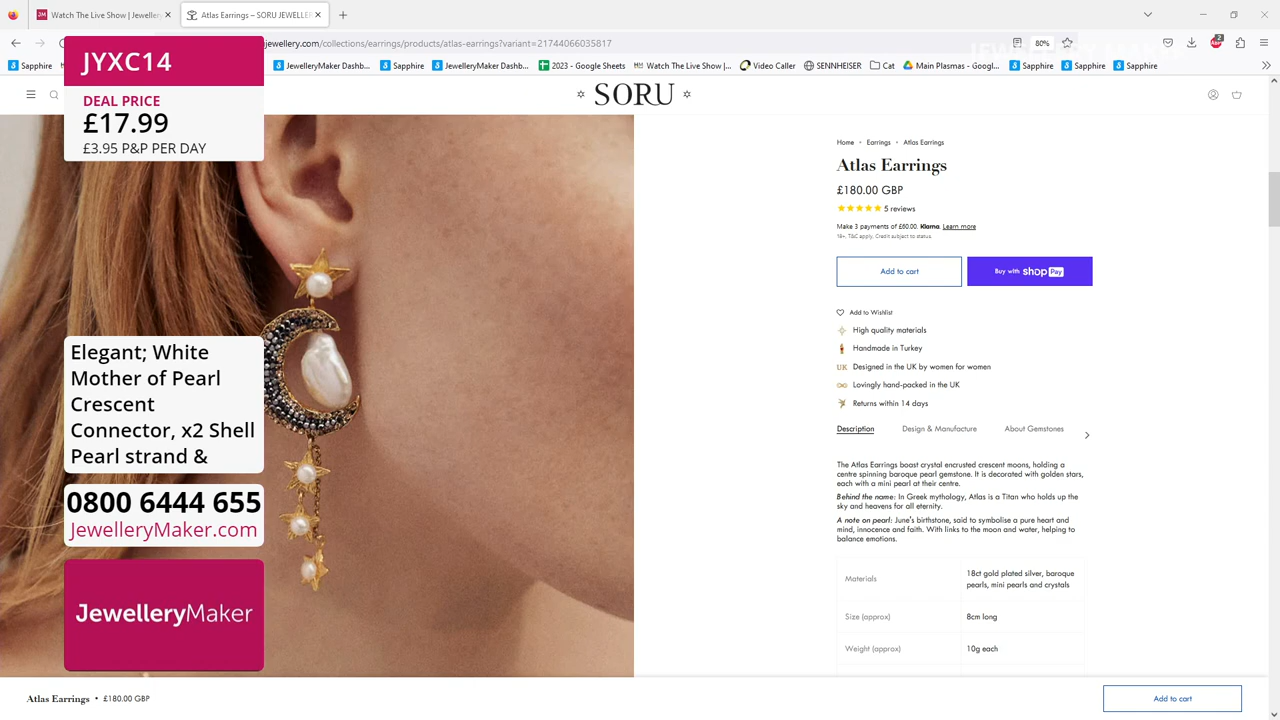 Watch The Live Show | Jewellery
Atlas Earrings – SORU JEWELLER
jewellery.com/collections/earrings/products/atlas-earrings?variant=21744066035817
80%
Sapphire
JewelleryMaker Dashb...
Sapphire
JewelleryMaker Dashb...
2023 - Google Sheets
Watch The Live Show |...
Video Caller
SENNHEISER
Cat
Main Plasmas - Googl...
Sapphire
Sapphire
Sapphire
JYXC14
DEAL PRICE
£17.99
£3.95 P&P PER DAY
SORU
Home • Earrings • Atlas Earrings
Atlas Earrings
£180.00 GBP
5 reviews
Make 3 payments of £60.00. Klarna. Learn more
18+, T&C apply. Credit subject to status.
Add to cart
Buy with shop Pay
Add to Wishlist
High quality materials
Handmade in Turkey
UK Designed in the UK by women for women
Lovingly hand-packed in the UK
Returns within 14 days
Description
Design & Manufacture
About Gemstones
The Atlas Earrings boast crystal encrusted crescent moons, holding a
centre spinning baroque pearl gemstone. It is decorated with golden stars,
each with a mini pearl at their centre.
Behind the name: In Greek mythology, Atlas is a Titan who holds up the
sky and heavens for all eternity.
A note on pearl: June's birthstone, said to symbolise a pure heart and
mind, innocence and faith. With links to the moon and water, helping to
balance emotions.
Materials
18ct gold plated silver, baroque
pearls, mini pearls and crystals
Size (approx)
8cm long
Weight (approx)
10g each
Elegant; White
Mother of Pearl
Crescent
Connector, x2 Shell
Pearl strand &
0800 6444 655
JewelleryMaker.com
JewelleryMaker
Atlas Earrings • £180.00 GBP
Add to cart